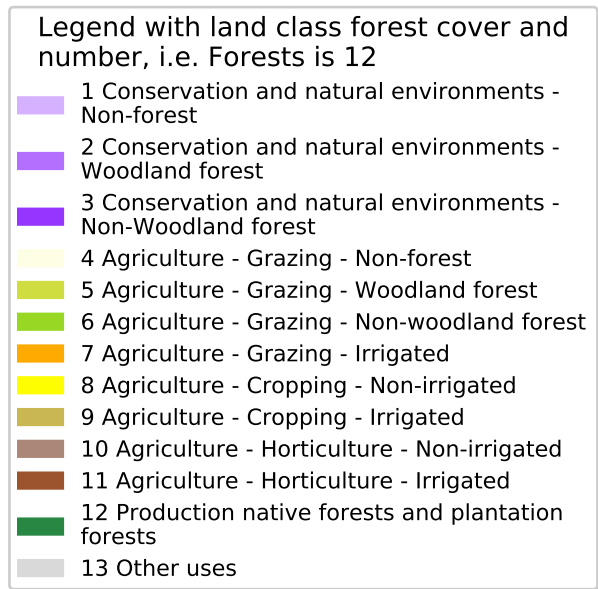 Legend with land class forest cover and
number, i.e. Forests is 12
1 Conservation and natural environments -
Non-forest
2 Conservation and natural environments -
Woodland forest
3 Conservation and natural environments -
Non-Woodland forest
4 Agriculture - Grazing - Non-forest
5 Agriculture - Grazing - Woodland forest
6 Agriculture - Grazing - Non-woodland forest
7 Agriculture - Grazing - Irrigated
8 Agriculture - Cropping - Non-irrigated
9 Agriculture - Cropping - Irrigated
10 Agriculture - Horticulture - Non-irrigated
11 Agriculture - Horticulture - Irrigated
12 Production native forests and plantation
forests
13 Other uses